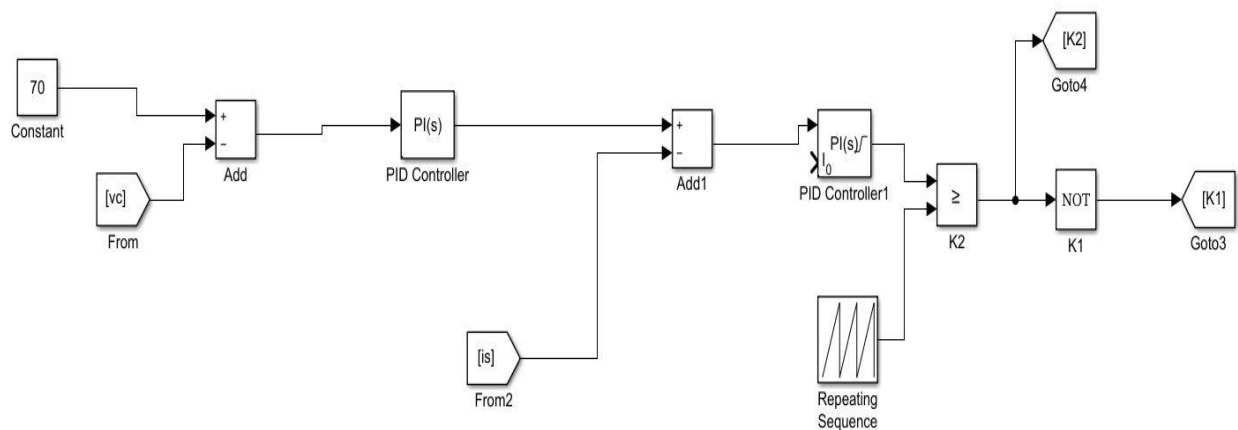 70
Constant
[vc]
From
+
−
Add
PI(s)
PID Controller
+
−
Add1
[is]
From2
PI(s)
I0
PID Controller1
Repeating
Sequence
≥
K2
[K2]
Goto4
NOT
K1
[K1]
Goto3